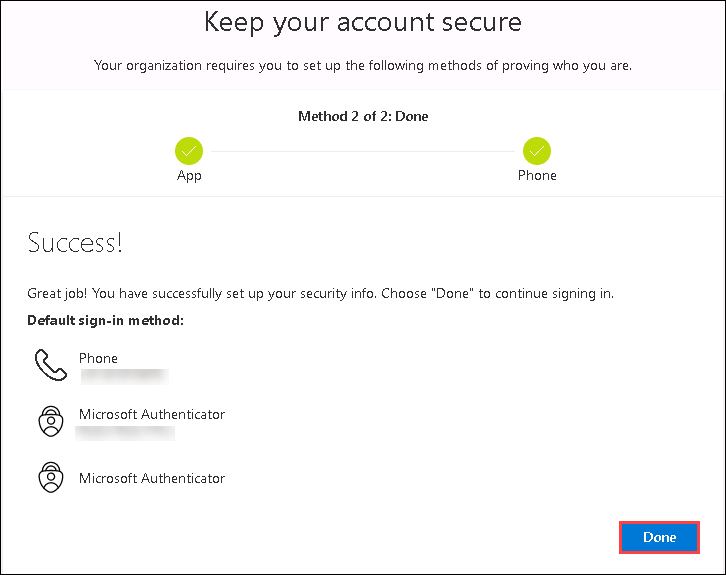 Keep your account secure
Your organization requires you to set up the following methods of proving who you are.
Method 2 of 2: Done
App
Phone
Success!
Great job! You have successfully set up your security info. Choose "Done" to continue signing in.
Default sign-in method:
Phone
Microsoft Authenticator
Microsoft Authenticator
Done